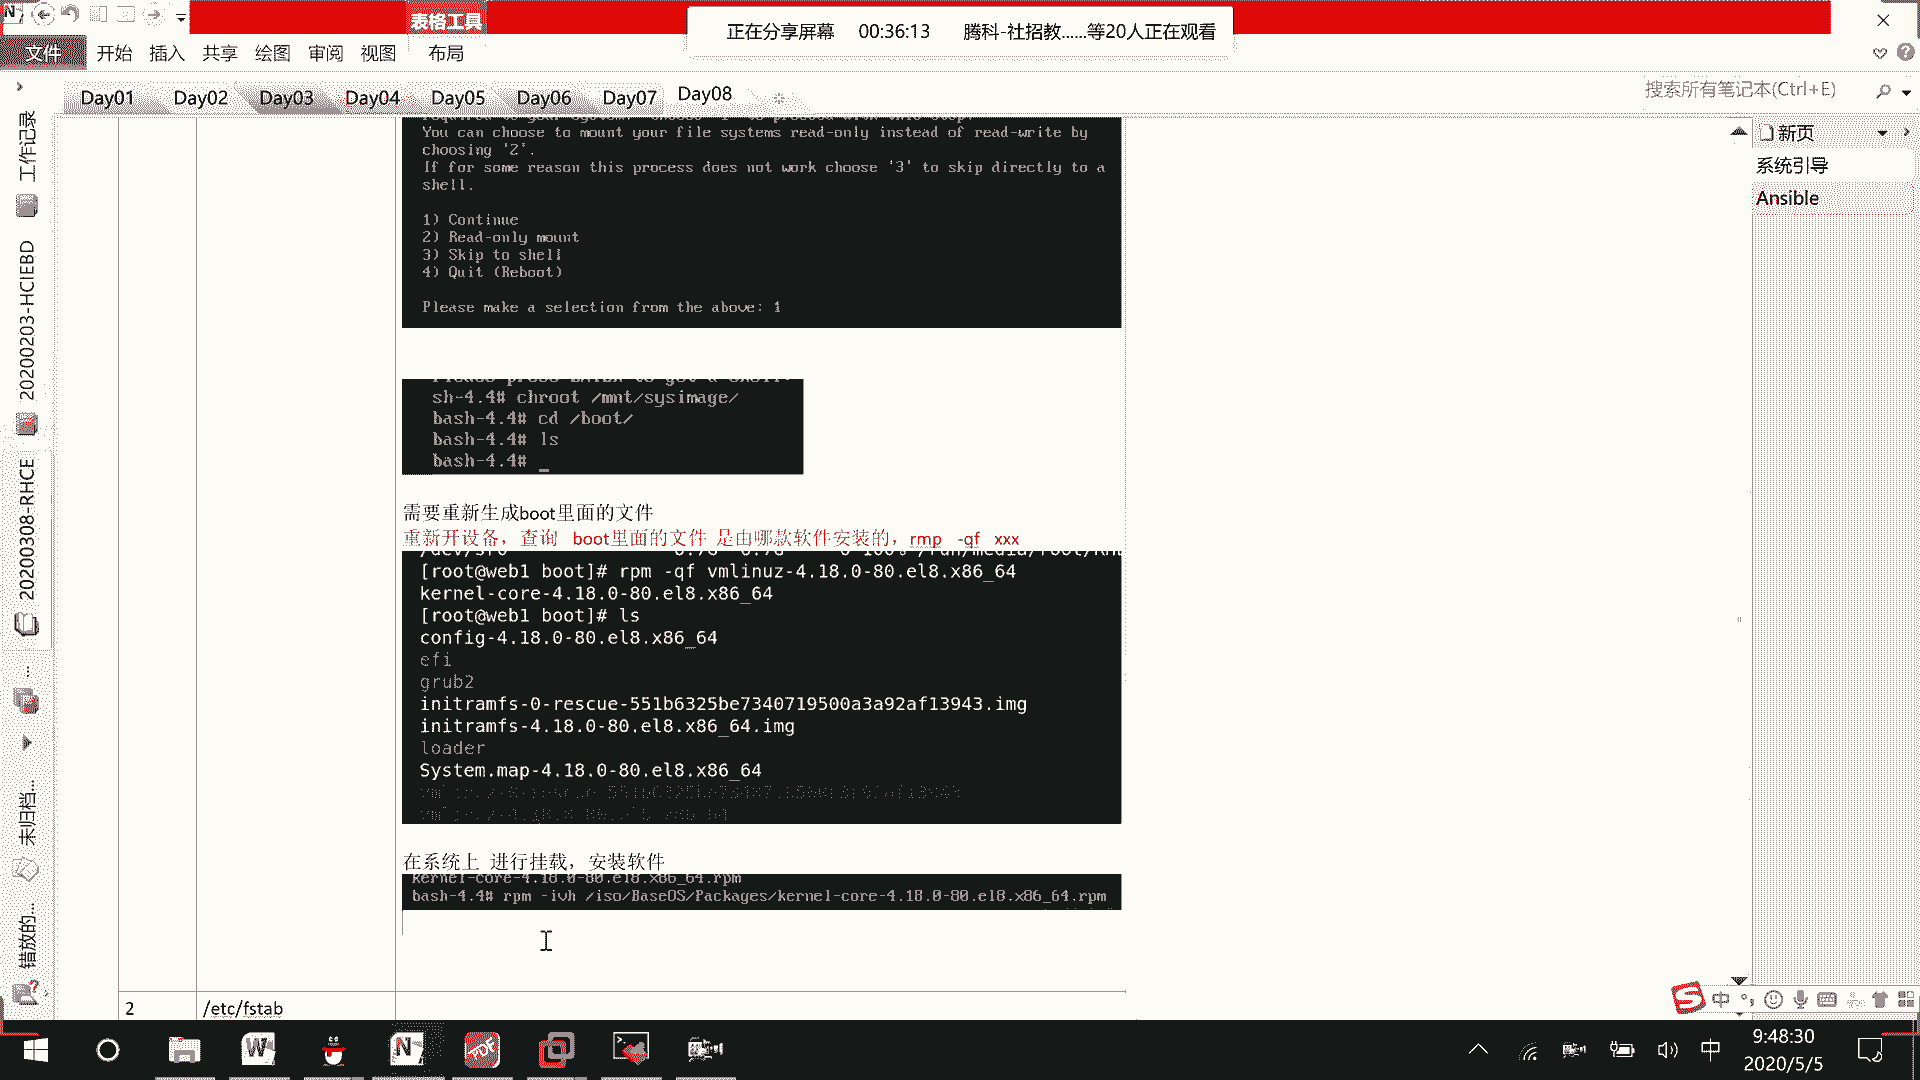 表格工具
正在分享屏幕 00:36:13 腾科-社招教......等20人正在观看
文件 开始 插入 共享 绘图 审阅 视图 布局
Day01 Day02 Day03 Day04 Day05 Day06 Day07 Day08
搜索所有笔记本(Ctrl+E)
新页
系统引导
Ansible
工作记录
20200203-HCIEBD
20200308-RHCE
...
未归档...
错放的...
You can choose to mount your file systems read-only instead of read-write by
choosing '2'.
If for some reason this process does not work choose '3' to skip directly to a
shell.
1) Continue
2) Read-only mount
3) Skip to shell
4) Quit (Reboot)
Please make a selection from the above: 1
sh-4.4# chroot /mnt/sysimage/
bash-4.4# cd /boot/
bash-4.4# ls
bash-4.4# _
需要重新生成boot里面的文件
重新开设备，查询 boot里面的文件 是由哪款软件安装的，rmp -qf xxx
[root@web1 boot]# rpm -qf vmlinuz-4.18.0-80.el8.x86_64
kernel-core-4.18.0-80.el8.x86_64
[root@web1 boot]# ls
config-4.18.0-80.el8.x86_64
efi
grub2
initramfs-0-rescue-551b6325be7340719500a3a92af13943.img
initramfs-4.18.0-80.el8.x86_64.img
loader
System.map-4.18.0-80.el8.x86_64
在系统上 进行挂载，安装软件
kernel-core-4.18.0-80.el8.x86_64.rpm
bash-4.4# rpm -ivh /iso/BaseOS/Packages/kernel-core-4.18.0-80.el8.x86_64.rpm
2 /etc/fstab
中
中
9:48:30
2020/5/5